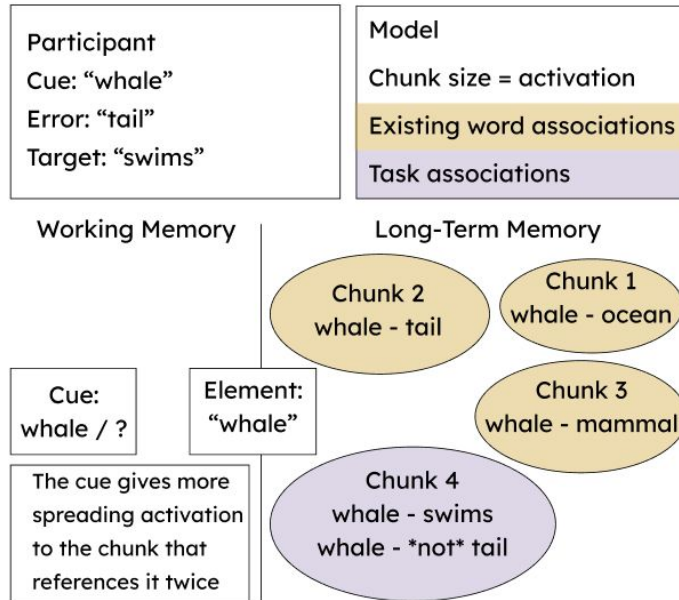 Participant
Cue: "whale"
Error: "tail"
Target: "swims"
Model
Chunk size = activation
Existing word associations
Task associations
Working Memory
Long-Term Memory
Chunk 2
whale - tail
Chunk 1
whale - ocean
Cue:
whale / ?
Element:
"whale"
Chunk 3
whale - mammal
The cue gives more
spreading activation
to the chunk that
references it twice
Chunk 4
whale - swims
whale - *not* tail